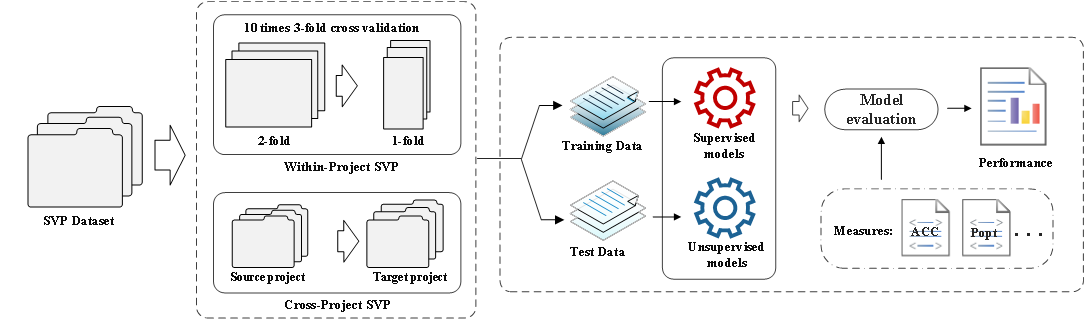 10 times 3-fold cross validation
2-fold
1-fold
Within-Project SVP
SVP Dataset
Source project
Target project
Cross-Project SVP
Training Data
Test Data
Supervised
models
Unsupervised
models
Model
evaluation
Performance
Measures:
ACC
Popt
. . .